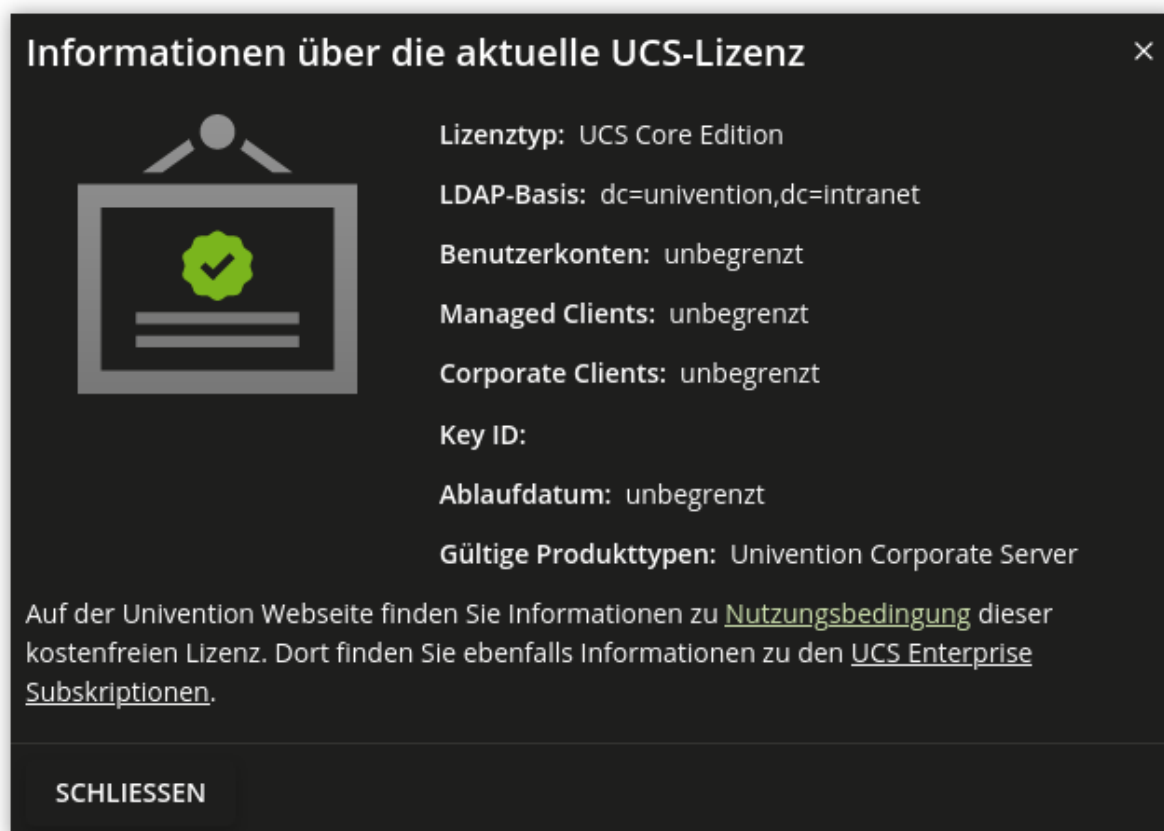 Informationen über die aktuelle UCS-Lizenz
Lizenztyp: UCS Core Edition
LDAP-Basis: dc=univention,dc=intranet
Benutzerkonten: unbegrenzt
Managed Clients: unbegrenzt
Corporate Clients: unbegrenzt
Key ID:
Ablaufdatum: unbegrenzt
Gültige Produkttypen: Univention Corporate Server
Auf der Univention Webseite finden Sie Informationen zu Nutzungsbedingung dieser
kostenfreien Lizenz. Dort finden Sie ebenfalls Informationen zu den UCS Enterprise
Subskriptionen.
SCHLIESSEN